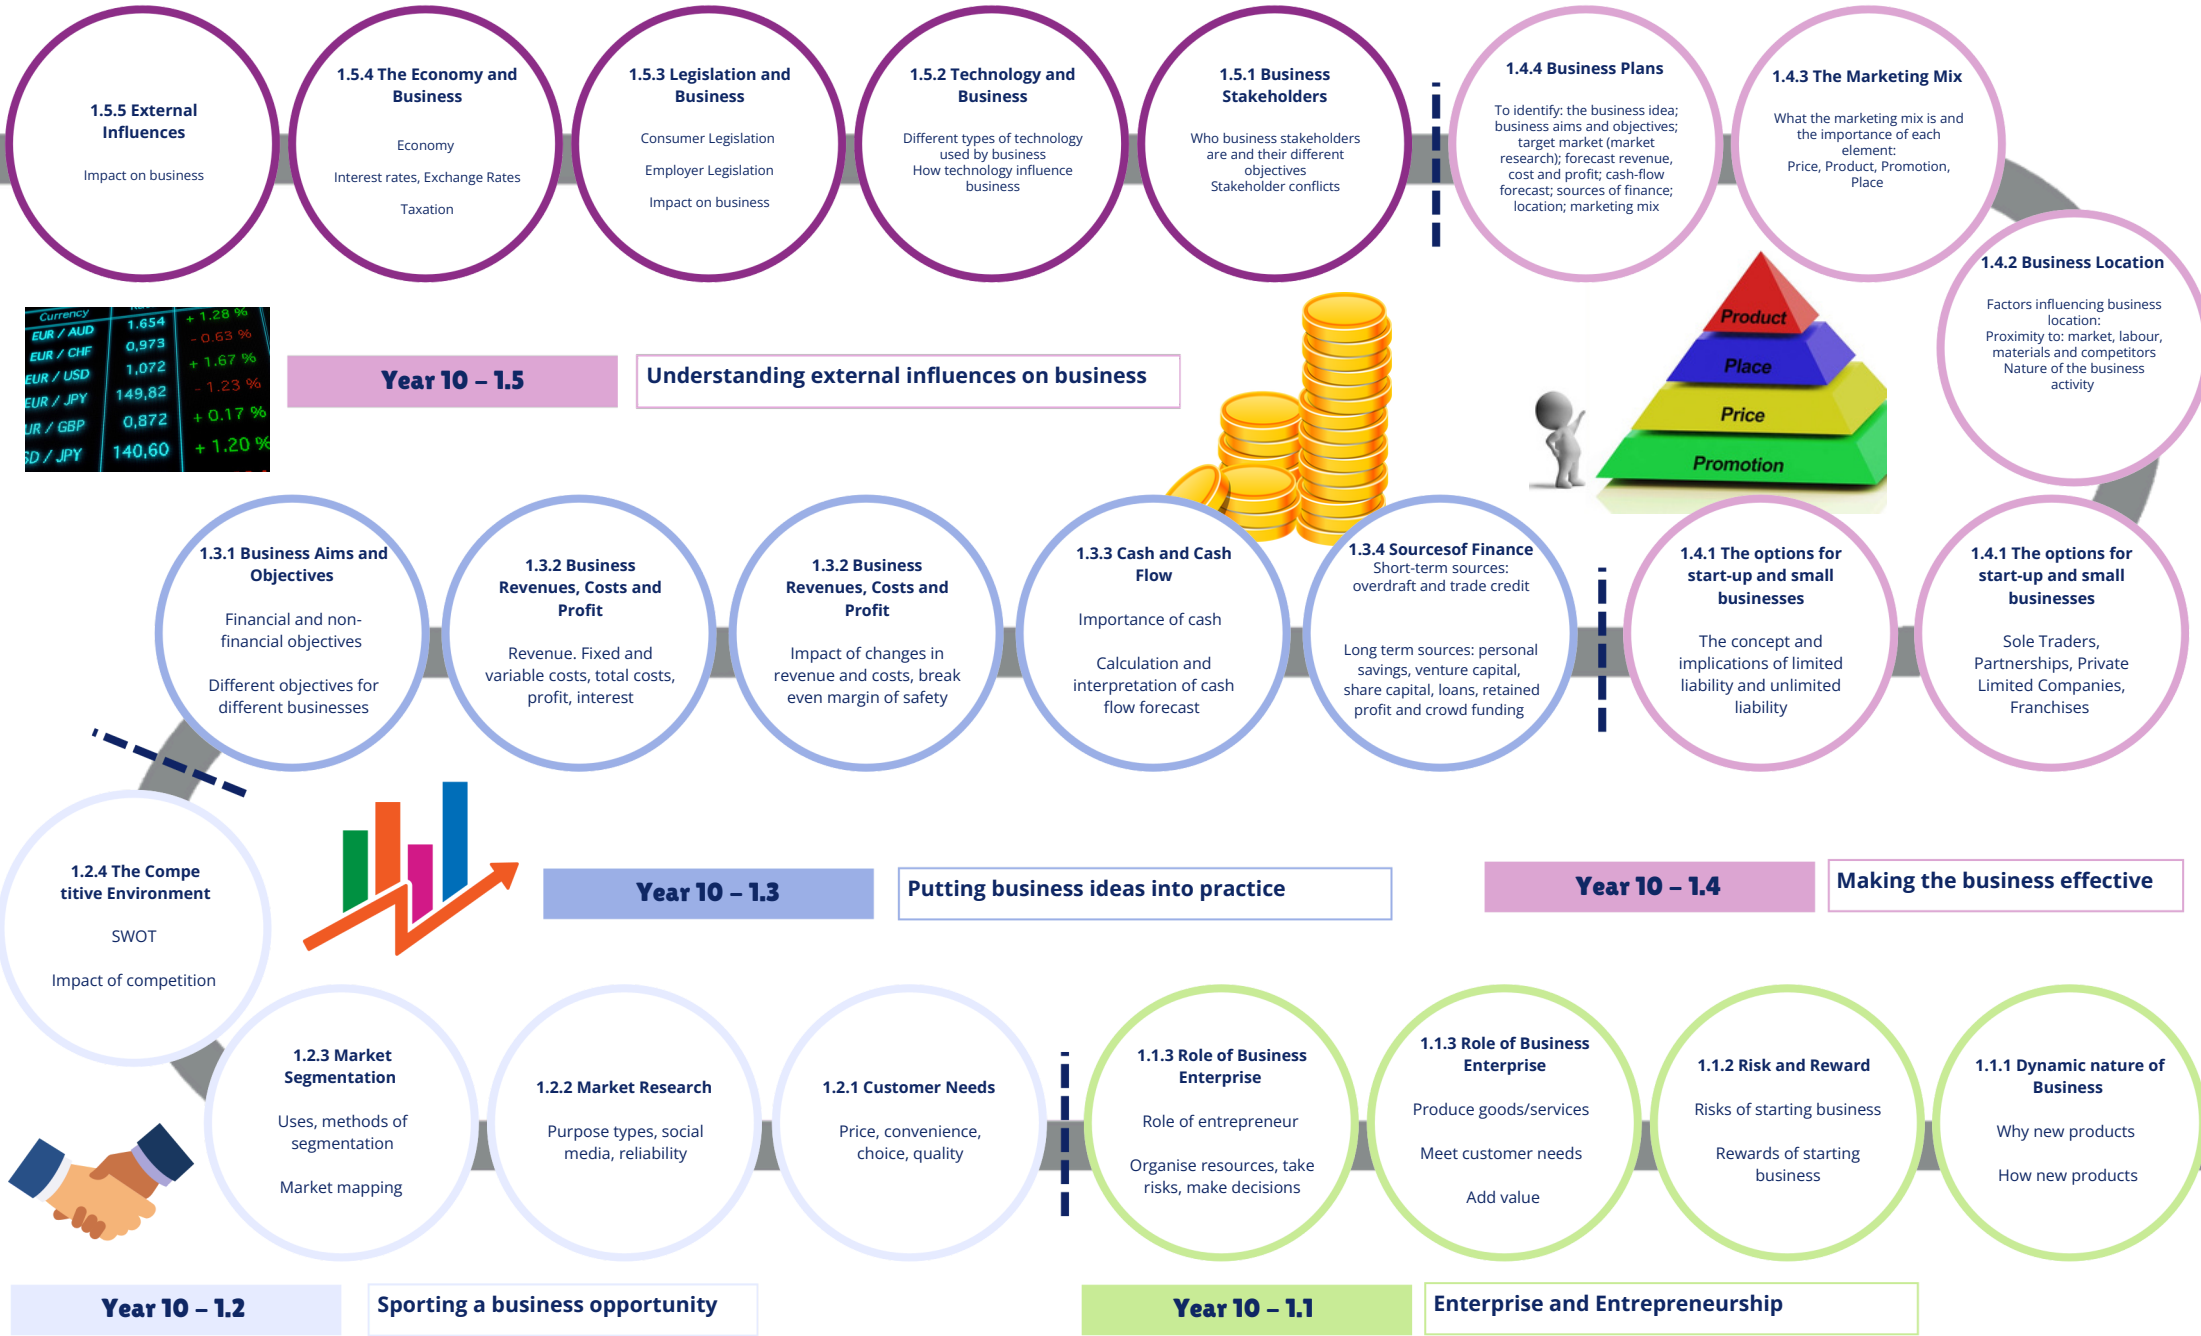 1.5.5 External
Influences
Impact on business
1.5.4 The Economy and
Business
Economy
Interest rates, Exchange Rates
Taxation
1.5.3 Legislation and
Business
Consumer Legislation
Employer Legislation
Impact on business
1.5.2 Technology and
Business
Different types of technology
used by business
How technology influence
business
1.5.1 Business
Stakeholders
Who business stakeholders
are and their different
objectives
Stakeholder conflicts
1.4.4 Business Plans
To identify: the business idea;
business aims and objectives;
target market (market
research); forecast revenue,
cost and profit; cash-flow
forecast; sources of finance;
location; marketing mix
1.4.3 The Marketing Mix
What the marketing mix is and
the importance of each
element:
Price, Product, Promotion,
Place
1.4.2 Business Location
Factors influencing business
location:
Proximity to: market, labour,
materials and competitors
Nature of the business
activity
Currency
EUR / AUD 1.654 + 1.28 %
EUR / CHF 0,973 - 0.63 %
EUR / USD 1,072 + 1.67 %
EUR / JPY 149,82 - 1.23 %
UR / GBP 0,872 + 0.17 %
SD / JPY 140,60 + 1.20 %
Year 10 – 1.5
Understanding external influences on business
Product
Place
Price
Promotion
1.3.1 Business Aims and
Objectives
Financial and non-
financial objectives
Different objectives for
different businesses
1.3.2 Business
Revenues, Costs and
Profit
Revenue. Fixed and
variable costs, total costs,
profit, interest
1.3.2 Business
Revenues, Costs and
Profit
Impact of changes in
revenue and costs, break
even margin of safety
1.3.3 Cash and Cash
Flow
Importance of cash
Calculation and
interpretation of cash
flow forecast
1.3.4 Sourcesof Finance
Short-term sources:
overdraft and trade credit
Long term sources: personal
savings, venture capital,
share capital, loans, retained
profit and crowd funding
1.4.1 The options for
start-up and small
businesses
The concept and
implications of limited
liability and unlimited
liability
1.4.1 The options for
start-up and small
businesses
Sole Traders,
Partnerships, Private
Limited Companies,
Franchises
1.2.4 The Compe
titive Environment
SWOT
Impact of competition
Year 10 – 1.3
Putting business ideas into practice
Year 10 – 1.4
Making the business effective
1.2.3 Market
Segmentation
Uses, methods of
segmentation
Market mapping
1.2.2 Market Research
Purpose types, social
media, reliability
1.2.1 Customer Needs
Price, convenience,
choice, quality
1.1.3 Role of Business
Enterprise
Role of entrepreneur
Organise resources, take
risks, make decisions
1.1.3 Role of Business
Enterprise
Produce goods/services
Meet customer needs
Add value
1.1.2 Risk and Reward
Risks of starting business
Rewards of starting
business
1.1.1 Dynamic nature of
Business
Why new products
How new products
Year 10 – 1.2
Sporting a business opportunity
Year 10 – 1.1
Enterprise and Entrepreneurship